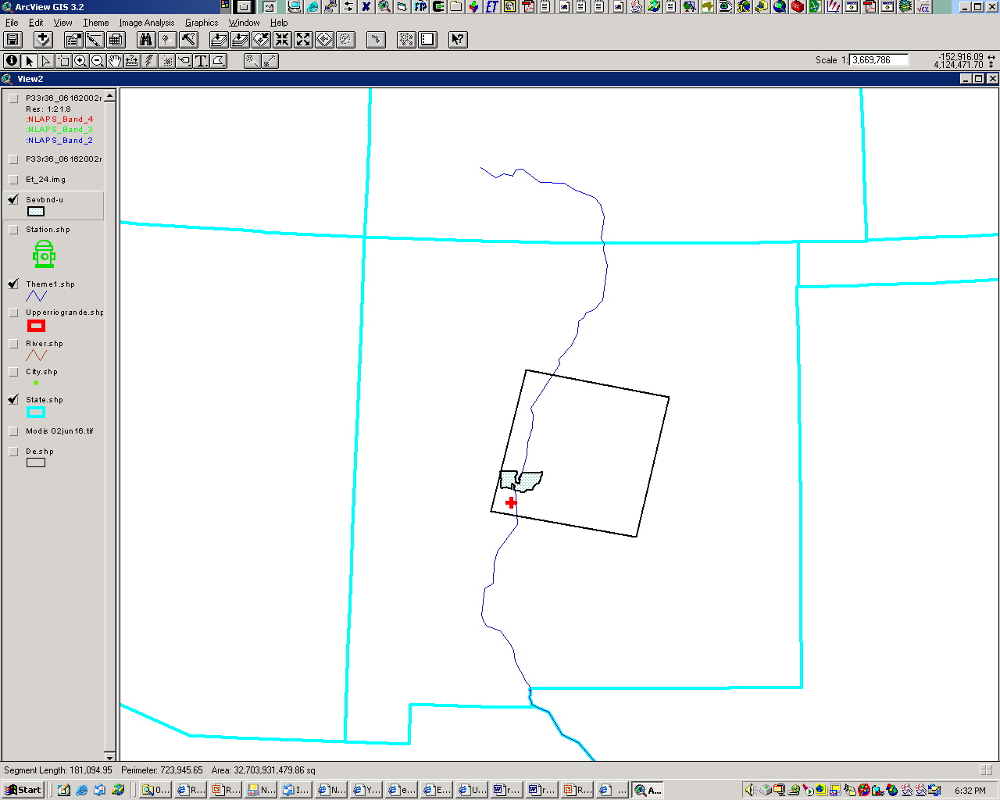 ArcView GIS 3.2
File Edit View Theme Image Analysis Graphics Window Help
Scale 1: 3,669,786
-152,916.09
4,124,471.70
View2
P33r36_06162002r
Res: 1:21.8
:NLAPS_Band_4
:NLAPS_Band_3
:NLAPS_Band_2
P33r36_06162002r
Et_24.img
Sevbnd-u
Station.shp
Theme1.shp
Upperriogrande.shp
River.shp
City.shp
State.shp
Modis 02jun16.tif
De.shp
Segment Length: 181,094.95 Perimeter: 723,945.65 Area: 32,703,931,479.86 sq
Start 0... R... R... N... I... N... Y... e... E... U... r... r... R... ... A... 6:32 PM